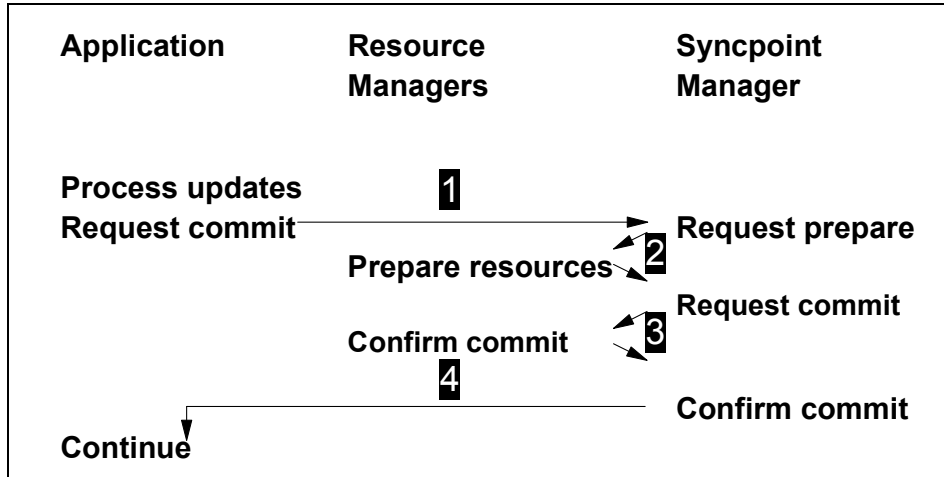 Application Resource Syncpoint
Managers Manager
Process updates 1
Request commit Request prepare
2
Prepare resources
Request commit
3
Confirm commit
4
Confirm commit
Continue